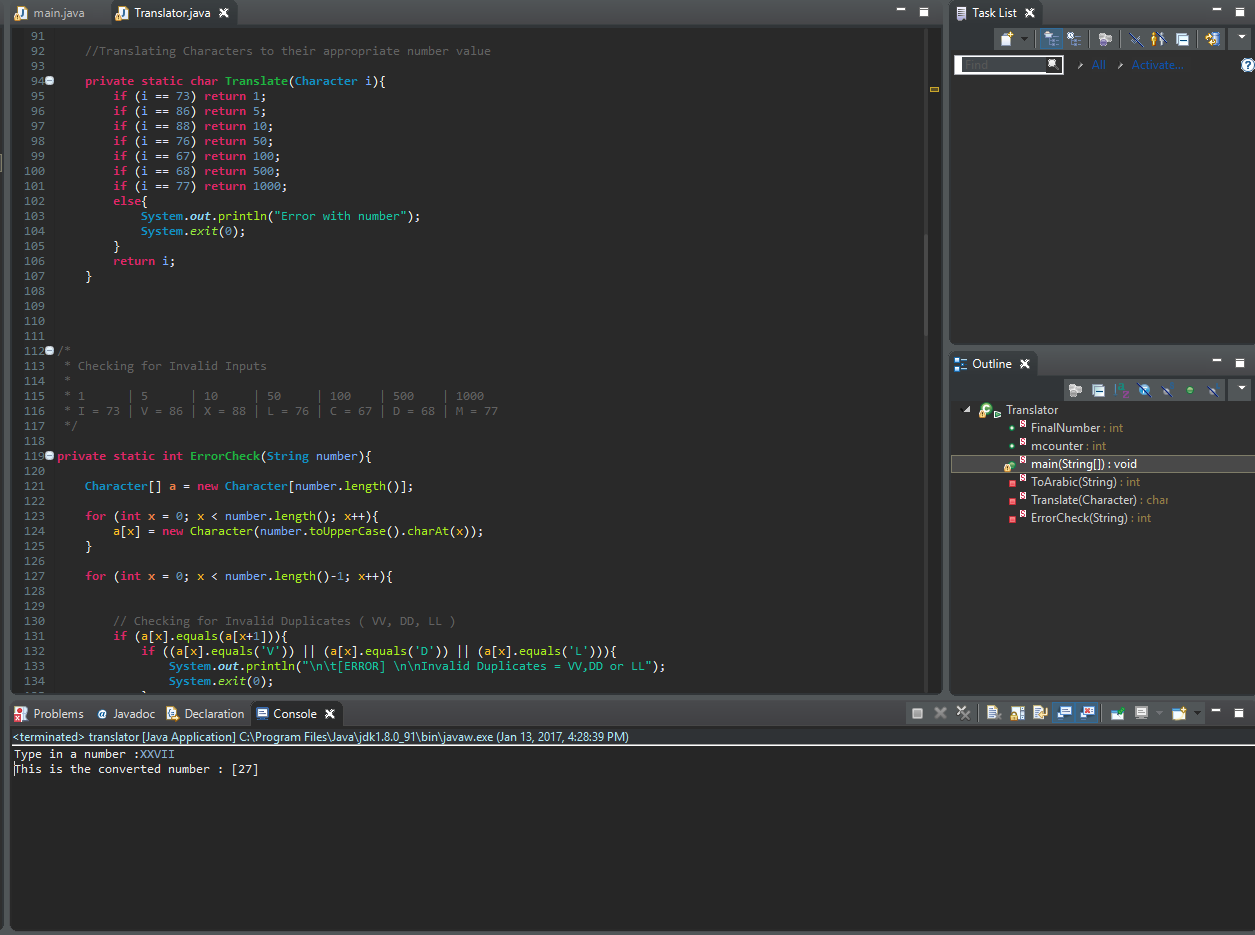 main.java
Translator.java
91
92 //Translating Characters to their appropriate number value
93
94 private static char Translate(Character i){
95 if (i == 73) return 1;
96 if (i == 86) return 5;
97 if (i == 88) return 10;
98 if (i == 76) return 50;
99 if (i == 67) return 100;
100 if (i == 68) return 500;
101 if (i == 77) return 1000;
102 else{
103 System.out.println("Error with number");
104 System.exit(0);
105 }
106 return i;
107 }
108
109
110
111
112 /*
113 * Checking for Invalid Inputs
114 *
115 * 1 | 5 | 10 | 50 | 100 | 500 | 1000
116 * I = 73 | V = 86 | X = 88 | L = 76 | C = 67 | D = 68 | M = 77
117 */
118
119 private static int ErrorCheck(String number){
120
121 Character[] a = new Character[number.length()];
122
123 for (int x = 0; x < number.length(); x++){
124 a[x] = new Character(number.toUpperCase().charAt(x));
125 }
126
127 for (int x = 0; x < number.length()-1; x++){
128
129
130 // Checking for Invalid Duplicates ( VV, DD, LL )
131 if (a[x].equals(a[x+1])){
132 if ((a[x].equals('V')) || (a[x].equals('D')) || (a[x].equals('L'))){
133 System.out.println("\n\t[ERROR] \n\nInvalid Duplicates = VV,DD or LL");
134 System.exit(0);
Task List
Find
All
Activate...
Outline
Translator
FinalNumber : int
mcounter : int
main(String[]) : void
ToArabic(String) : int
Translate(Character) : char
ErrorCheck(String) : int
Problems
Javadoc
Declaration
Console
<terminated> translator [Java Application] C:\Program Files\Java\jdk1.8.0_91\bin\javaw.exe (Jan 13, 2017, 4:28:39 PM)
Type in a number :XXVII
This is the converted number : [27]